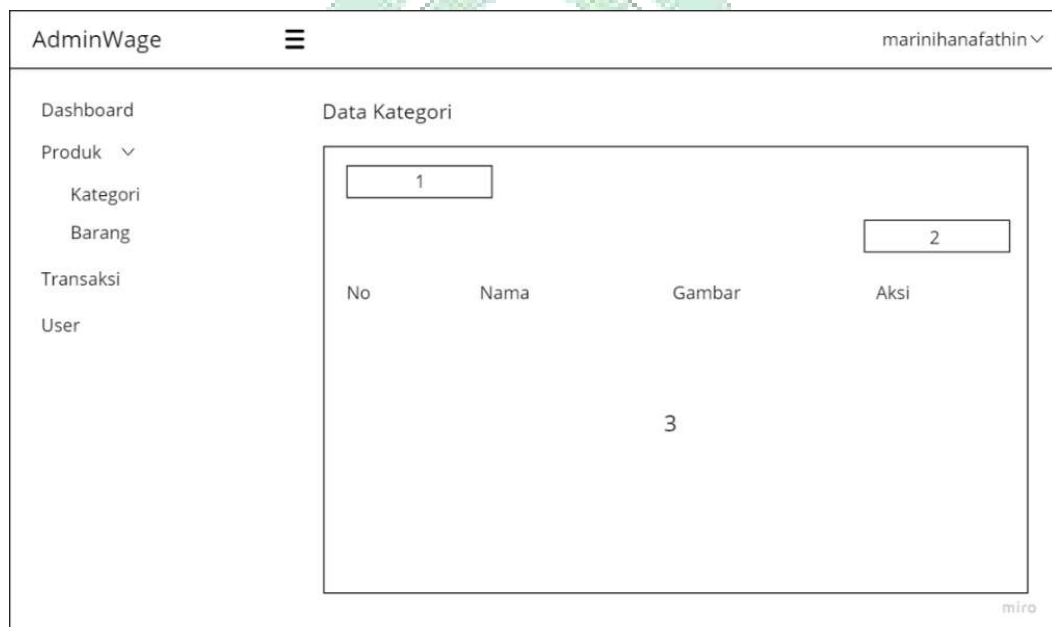 AdminWage
marinihanafathin
Dashboard
Produk
Kategori
Barang
Transaksi
User
Data Kategori
1
2
No Nama Gambar Aksi
3
miro